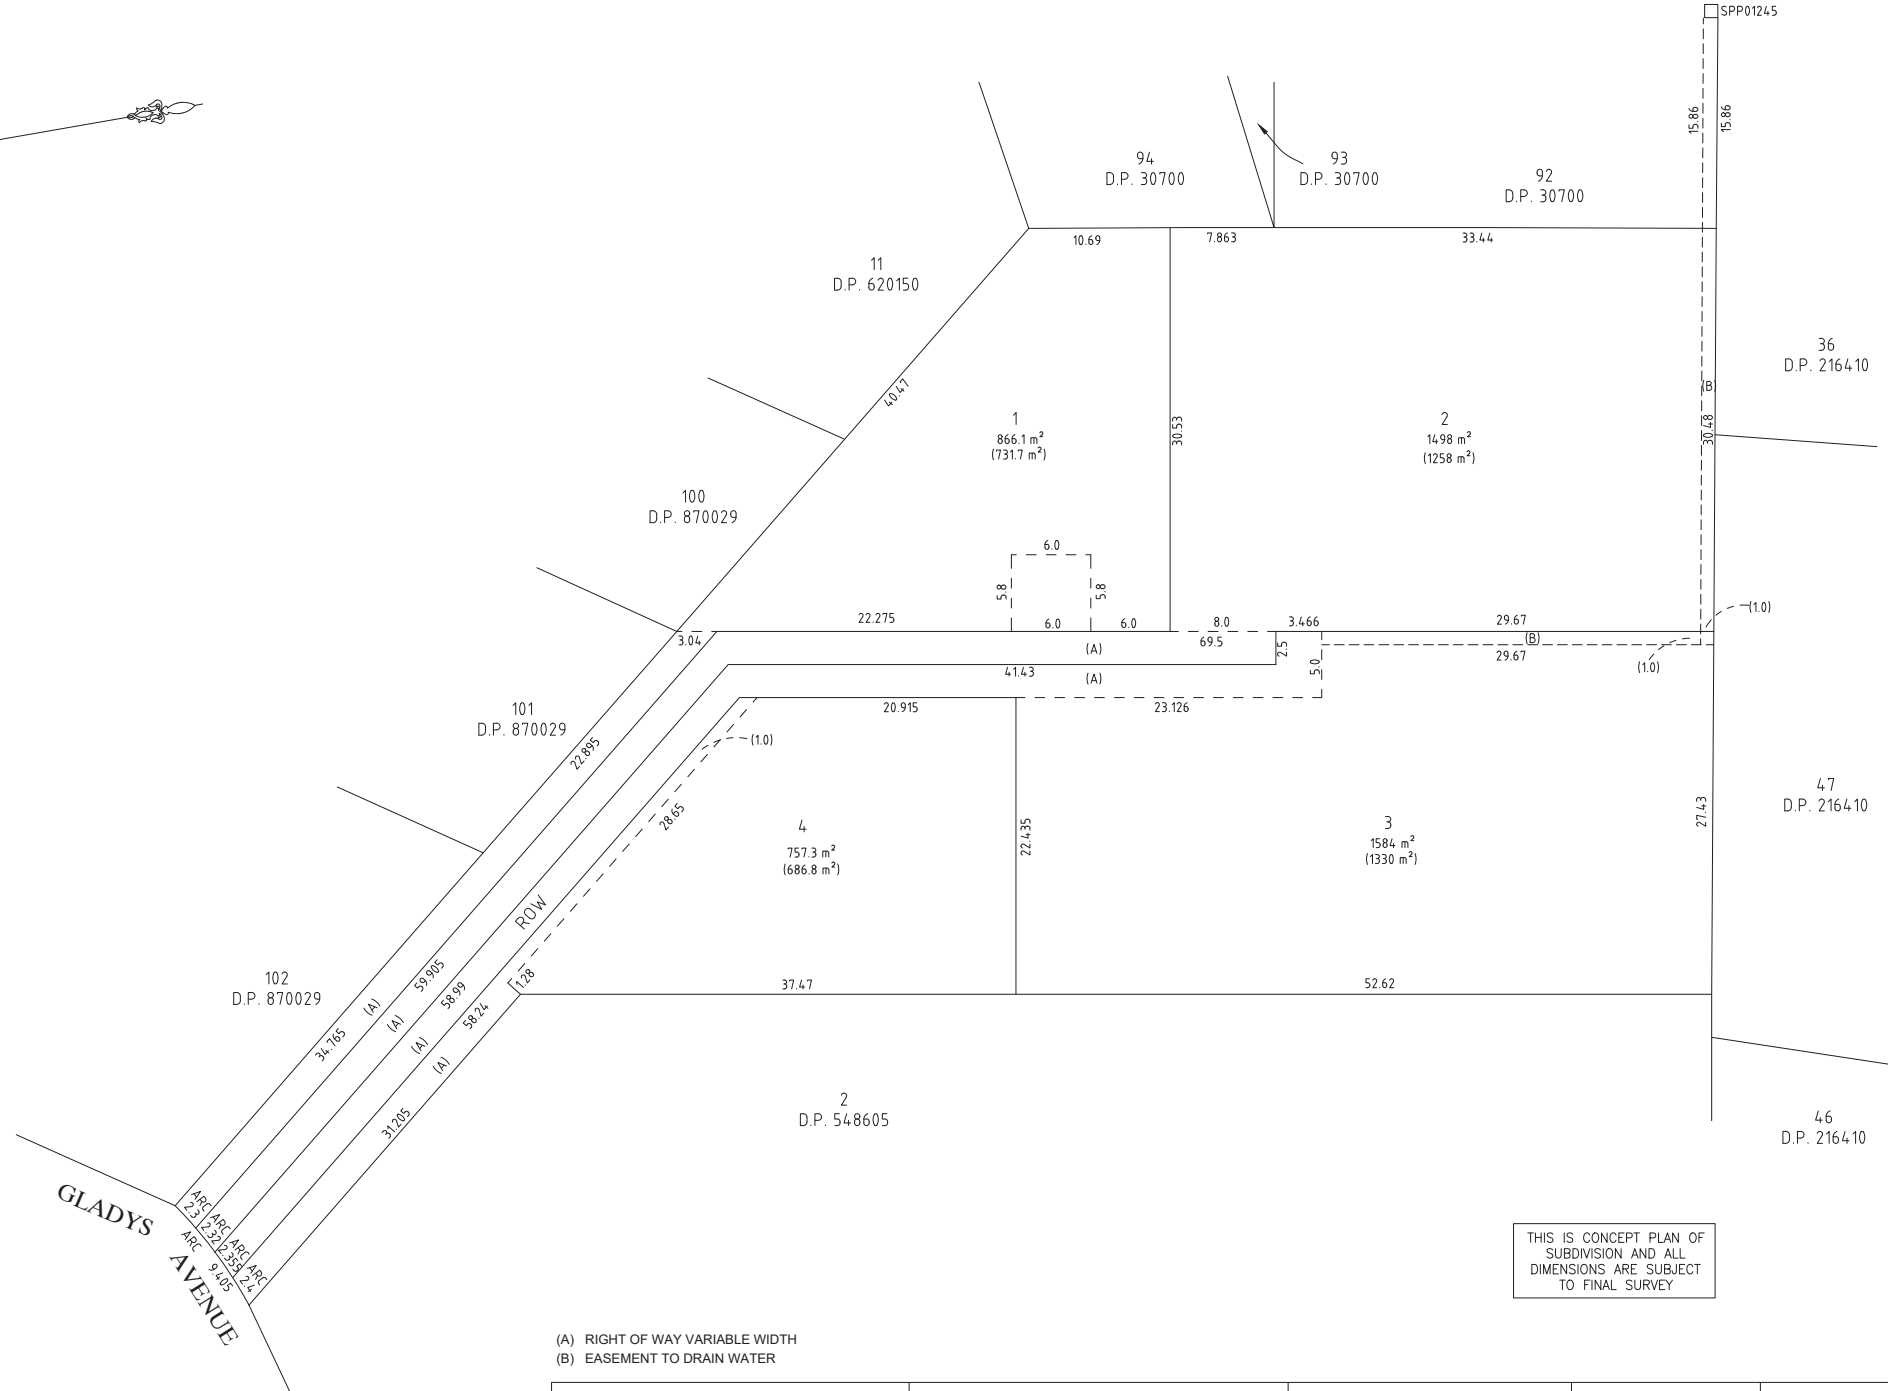 SPP01245
15.86
15.86
94
D.P. 30700
93
D.P. 30700
92
D.P. 30700
10.69
7.863
33.44
11
D.P. 620150
36
D.P. 216410
40.47
(B)
1
866.1 m²
(731.7 m²)
30.53
2
1498 m²
(1258 m²)
30.48
100
D.P. 870029
6.0
5.8
5.8
22.275
6.0
6.0
8.0
3.466
29.67
(1.0)
3.04
69.5
(A)
2.5
(B)
29.67
(1.0)
5.0
41.43
(A)
20.915
23.126
101
D.P. 870029
22.895
(1.0)
28.65
4
757.3 m²
(686.8 m²)
22.435
3
1584 m²
(1330 m²)
27.43
47
D.P. 216410
ROW
102
D.P. 870029
59.905
58.99
58.24
1.28
37.47
52.62
34.765
(A)
(A)
(A)
(A)
31.205
2
D.P. 548605
46
D.P. 216410
GLADYS
AVENUE
ARC
2.3
ARC
2.32
ARC
2.355
ARC
2.4
ARC
9.405
THIS IS CONCEPT PLAN OF
SUBDIVISION AND ALL
DIMENSIONS ARE SUBJECT
TO FINAL SURVEY
(A) RIGHT OF WAY VARIABLE WIDTH
(B) EASEMENT TO DRAIN WATER